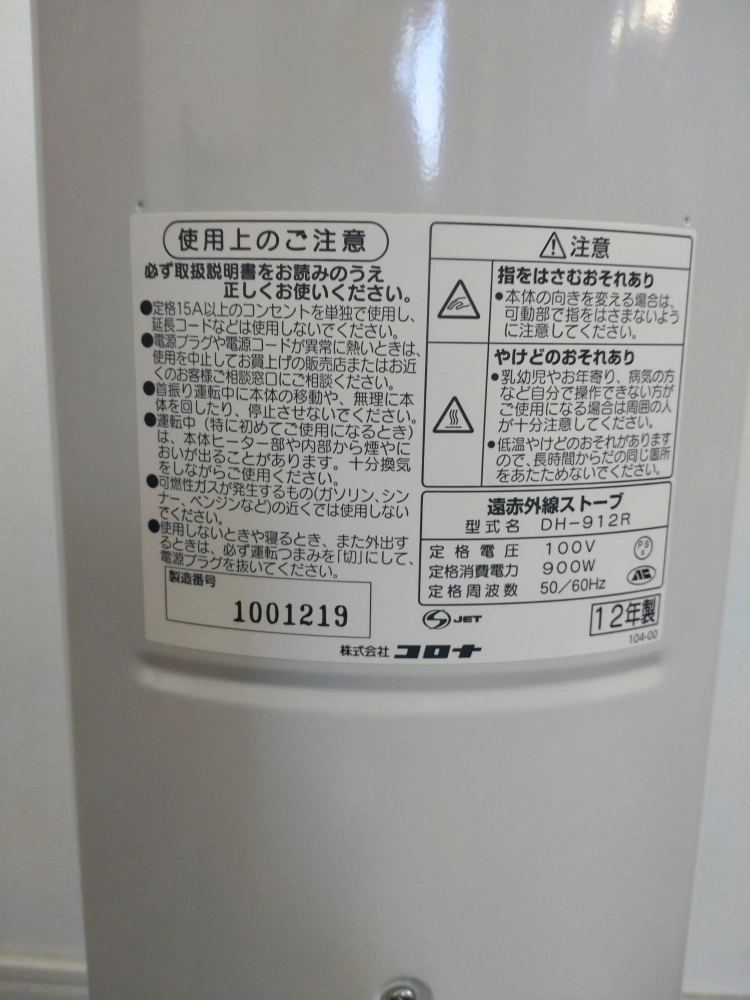 使用上のご注意
必ず取扱説明書をお読みのうえ
正しくお使いください。
●定格15A以上のコンセントを単独で使用し、
延長コードなどは使用しないでください。
●電源プラグや電源コードが異常に熱いときは、
使用を中止してお買上げの販売店またはお近
くのお客様ご相談窓口にご相談ください。
●首振り運転中に本体の移動や、無理に本
体を回したり、停止させないでください。
●運転中（特に初めてご使用になるとき）
は、本体ヒーター部や内部から煙やに
おいが出ることがあります。十分換気
をしながらご使用ください。
●可燃性ガスが発生するもの(ガソリン、シン
ナー、ベンジンなど)の近くでは使用しない
でください。
●使用しないときや寝るとき、また外出す
るときは、必ず運転つまみを「切」にして、
電源プラグを抜いてください。
製造番号
1001219
注意
指をはさむおそれあり
●本体の向きを変える場合は、
可動部で指をはさまないよう
に注意してください。
やけどのおそれあり
●乳幼児やお年寄り、病気の方
など自分で操作できない方が
ご使用になる場合は周囲の人
が十分注意してください。
●低温やけどのおそれがあります
ので、長時間からだの同じ箇所
をあたためないでください。
遠赤外線ストーブ
型式名 DH-912R
定格電圧 100V
定格消費電力 900W
定格周波数 50/60Hz
PS
E
S JET
12年製
104-00
株式会社 コロナ